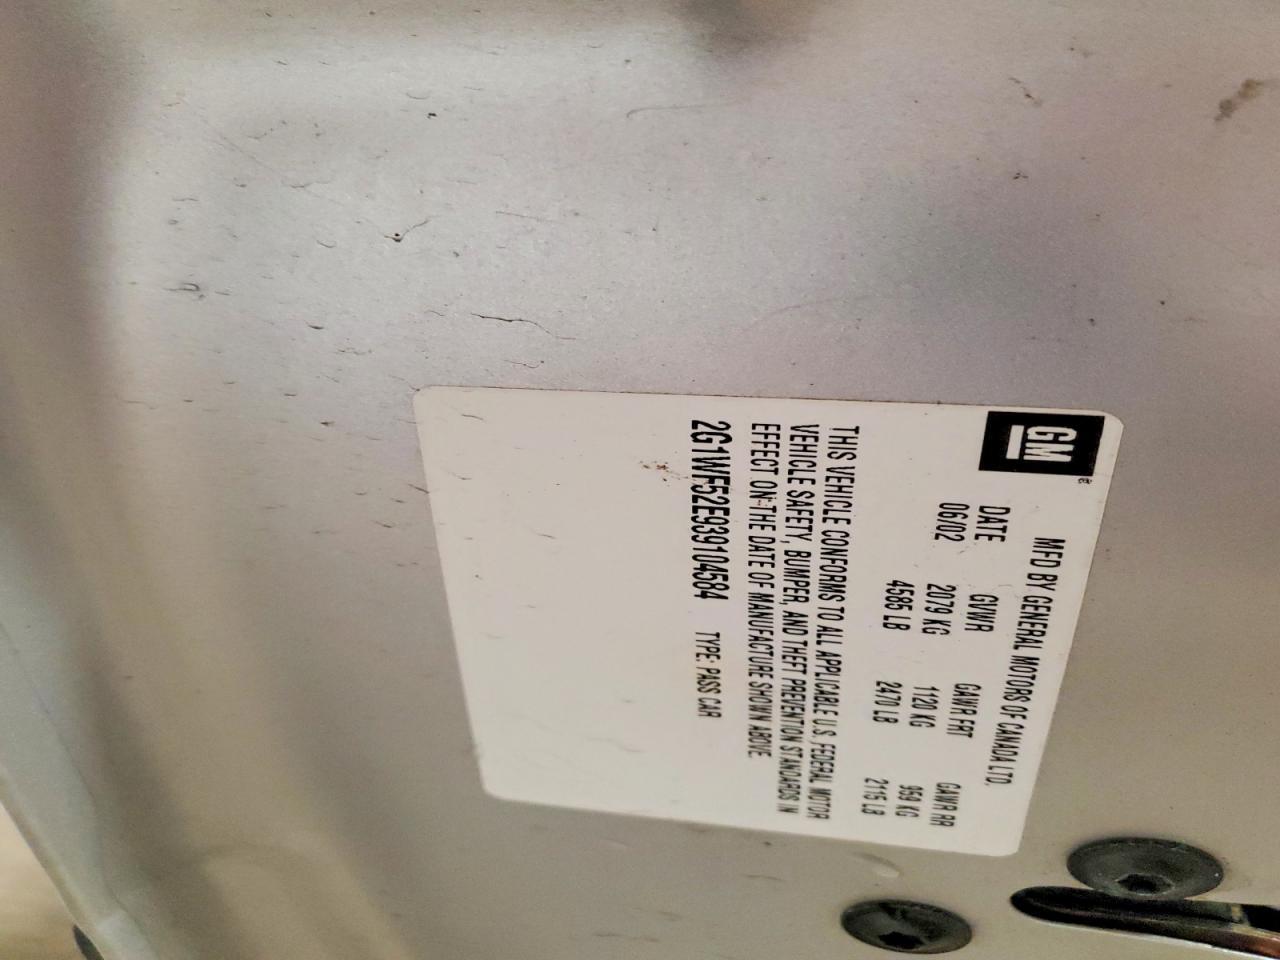 GM®
MFD BY GENERAL MOTORS OF CANADA LTD.
DATE GVWR GAWR FRT GAWR RR
06/02 2079 KG 1120 KG 959 KG
4585 LB 2470 LB 2115 LB
THIS VEHICLE CONFORMS TO ALL APPLICABLE U.S. FEDERAL MOTOR
VEHICLE SAFETY, BUMPER, AND THEFT PREVENTION STANDARDS IN
EFFECT ON THE DATE OF MANUFACTURE SHOWN ABOVE.
2G1WF52E939104584 TYPE: PASS CAR